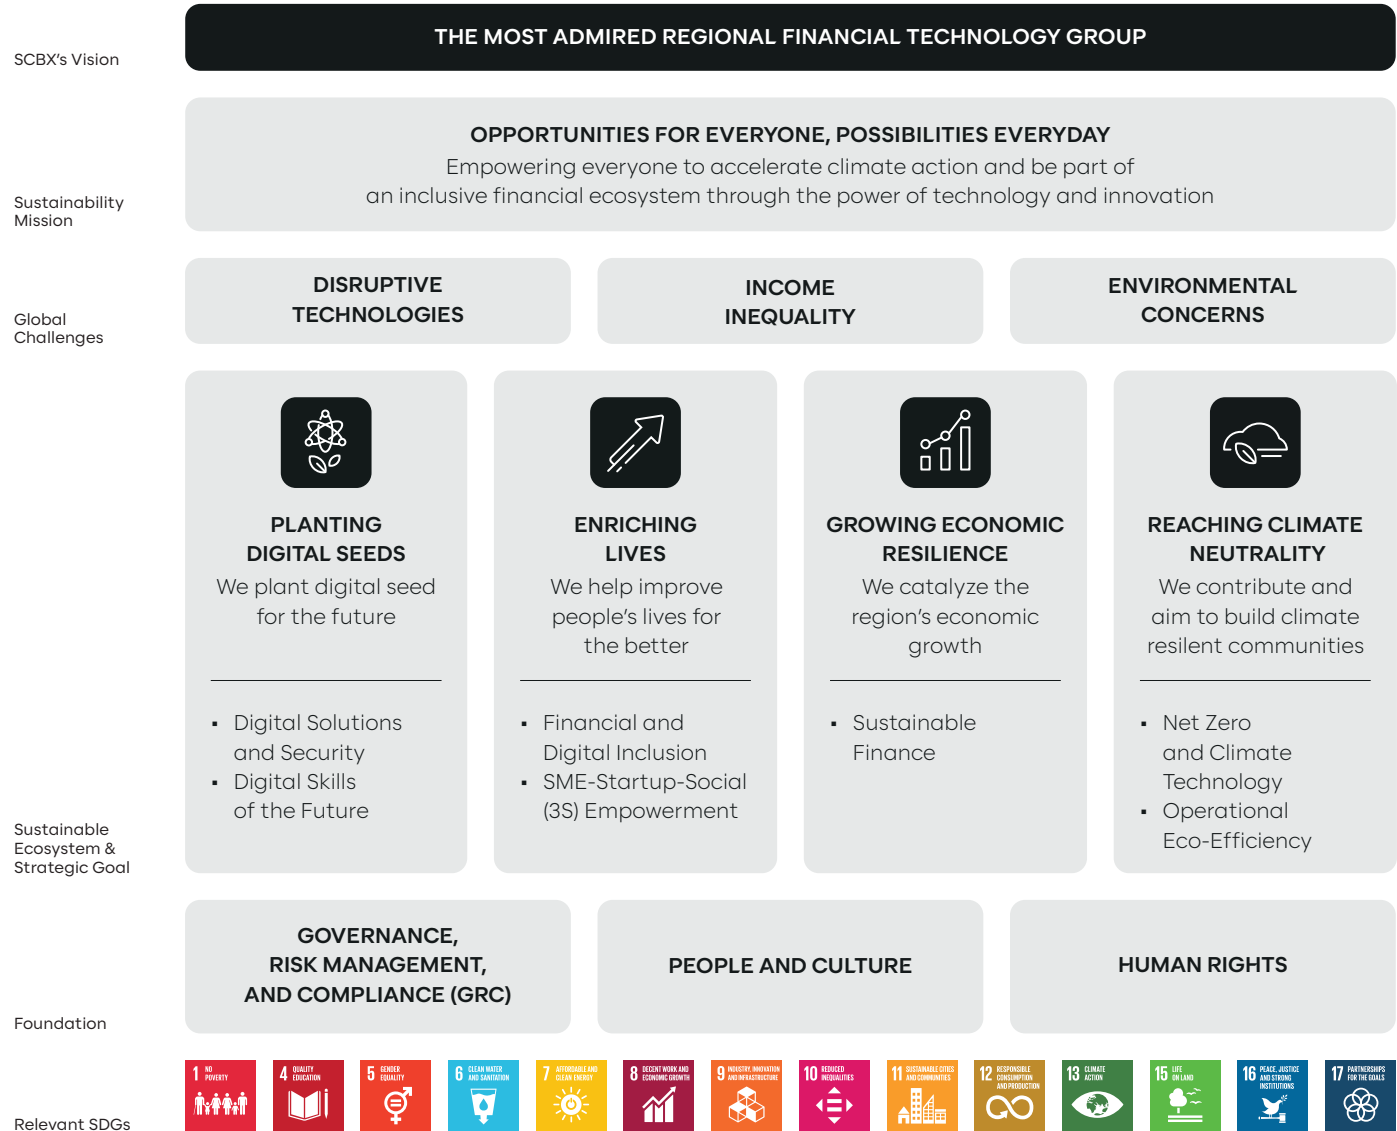 SCBX's Vision
THE MOST ADMIRED REGIONAL FINANCIAL TECHNOLOGY GROUP
Sustainability
Mission
OPPORTUNITIES FOR EVERYONE, POSSIBILITIES EVERYDAY
Empowering everyone to accelerate climate action and be part of
an inclusive financial ecosystem through the power of technology and innovation
Global
Challenges
DISRUPTIVE
TECHNOLOGIES
INCOME
INEQUALITY
ENVIRONMENTAL
CONCERNS
Sustainable
Ecosystem &
Strategic Goal
PLANTING
DIGITAL SEEDS
We plant digital seed
for the future
▪ Digital Solutions
and Security
▪ Digital Skills
of the Future
ENRICHING
LIVES
We help improve
people's lives for
the better
▪ Financial and
Digital Inclusion
▪ SME-Startup-Social
(3S) Empowerment
GROWING ECONOMIC
RESILIENCE
We catalyze the
region's economic
growth
▪ Sustainable
Finance
REACHING CLIMATE
NEUTRALITY
We contribute and
aim to build climate
resilent communities
▪ Net Zero
and Climate
Technology
▪ Operational
Eco-Efficiency
Foundation
GOVERNANCE,
RISK MANAGEMENT,
AND COMPLIANCE (GRC)
PEOPLE AND CULTURE
HUMAN RIGHTS
Relevant SDGs
1 NO
POVERTY
4 QUALITY
EDUCATION
5 GENDER
EQUALITY
6 CLEAN WATER
AND SANITATION
7 AFFORDABLE AND
CLEAN ENERGY
8 DECENT WORK AND
ECONOMIC GROWTH
9 INDUSTRY, INNOVATION
AND INFRASTRUCTURE
10 REDUCED
INEQUALITIES
11 SUSTAINABLE CITIES
AND COMMUNITIES
12 RESPONSIBLE
CONSUMPTION
AND PRODUCTION
13 CLIMATE
ACTION
15 LIFE
ON LAND
16 PEACE, JUSTICE
AND STRONG
INSTITUTIONS
17 PARTNERSHIPS
FOR THE GOALS